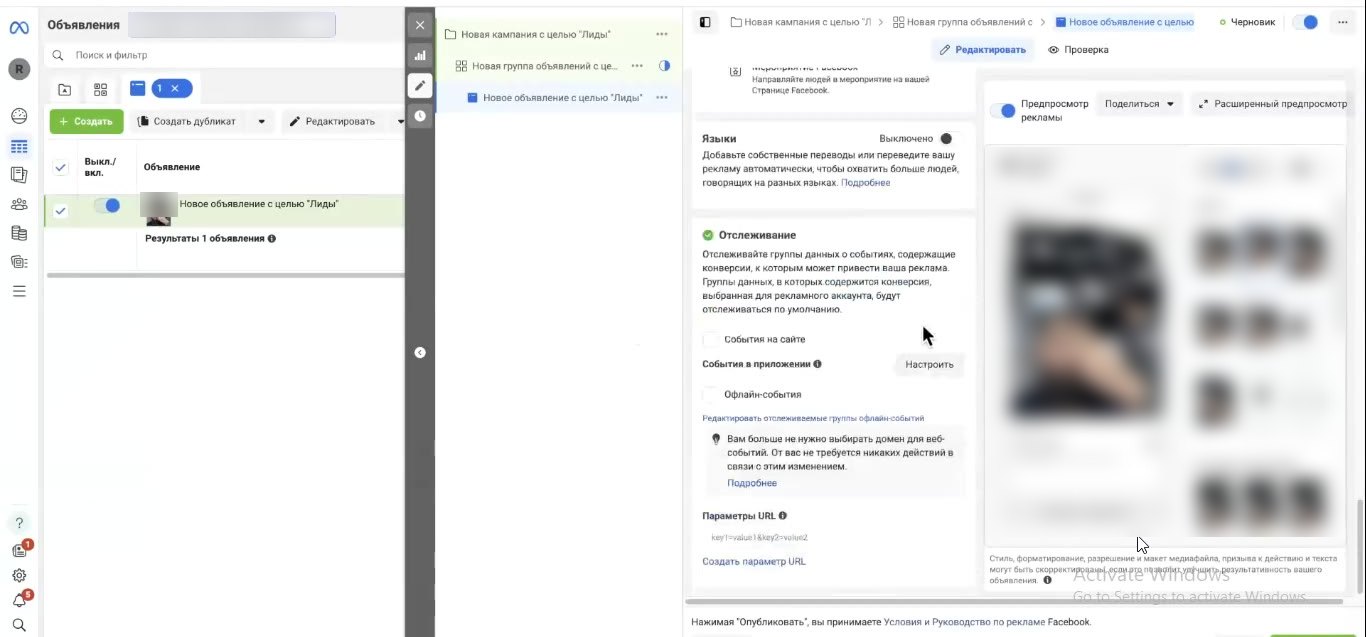 Объявления
R
Поиск и фильтр
1
+ Создать
Создать дубликат
Редактировать
Выкл./
вкл.
Объявление
Новое объявление с целью "Лиды"
Результаты 1 объявления
?
1
5
Новая кампания с целью "Лиды"
Новая группа объявлений с це...
Новое объявление с целью "Лиды"
Новая кампания с целью "Л
Новая группа объявлений с
Новое объявление с целью
Черновик
Редактировать
Проверка
Мероприятие Facebook
Направляйте людей в мероприятие на вашей
Странице Facebook.
Языки
Выключено
Добавьте собственные переводы или переведите вашу
рекламу автоматически, чтобы охватить больше людей,
говорящих на разных языках. Подробнее
Отслеживание
Отслеживайте группы данных о событиях, содержащие
конверсии, к которым может привести ваша реклама.
Группы данных, в которых содержится конверсия,
выбранная для рекламного аккаунта, будут
отслеживаться по умолчанию.
События на сайте
События в приложении
Настроить
Офлайн-события
Редактировать отслеживаемые группы офлайн-событий
Вам больше не нужно выбирать домен для веб-
событий. От вас не требуется никаких действий в
связи с этим изменением.
Подробнее
Параметры URL
key1=value1&key2=value2
Создать параметр URL
Предпросмотр
рекламы
Поделиться
Расширенный предпросмотр
Стиль, форматирование, разрешение и макет медиафайла, призыва к действию и текста
могут быть скорректированы, если это позволит улучшить результативность вашего
объявления.
Activate Windows
Go to Settings to activate Windows.
Нажимая "Опубликовать", вы принимаете Условия и Руководство по рекламе Facebook.